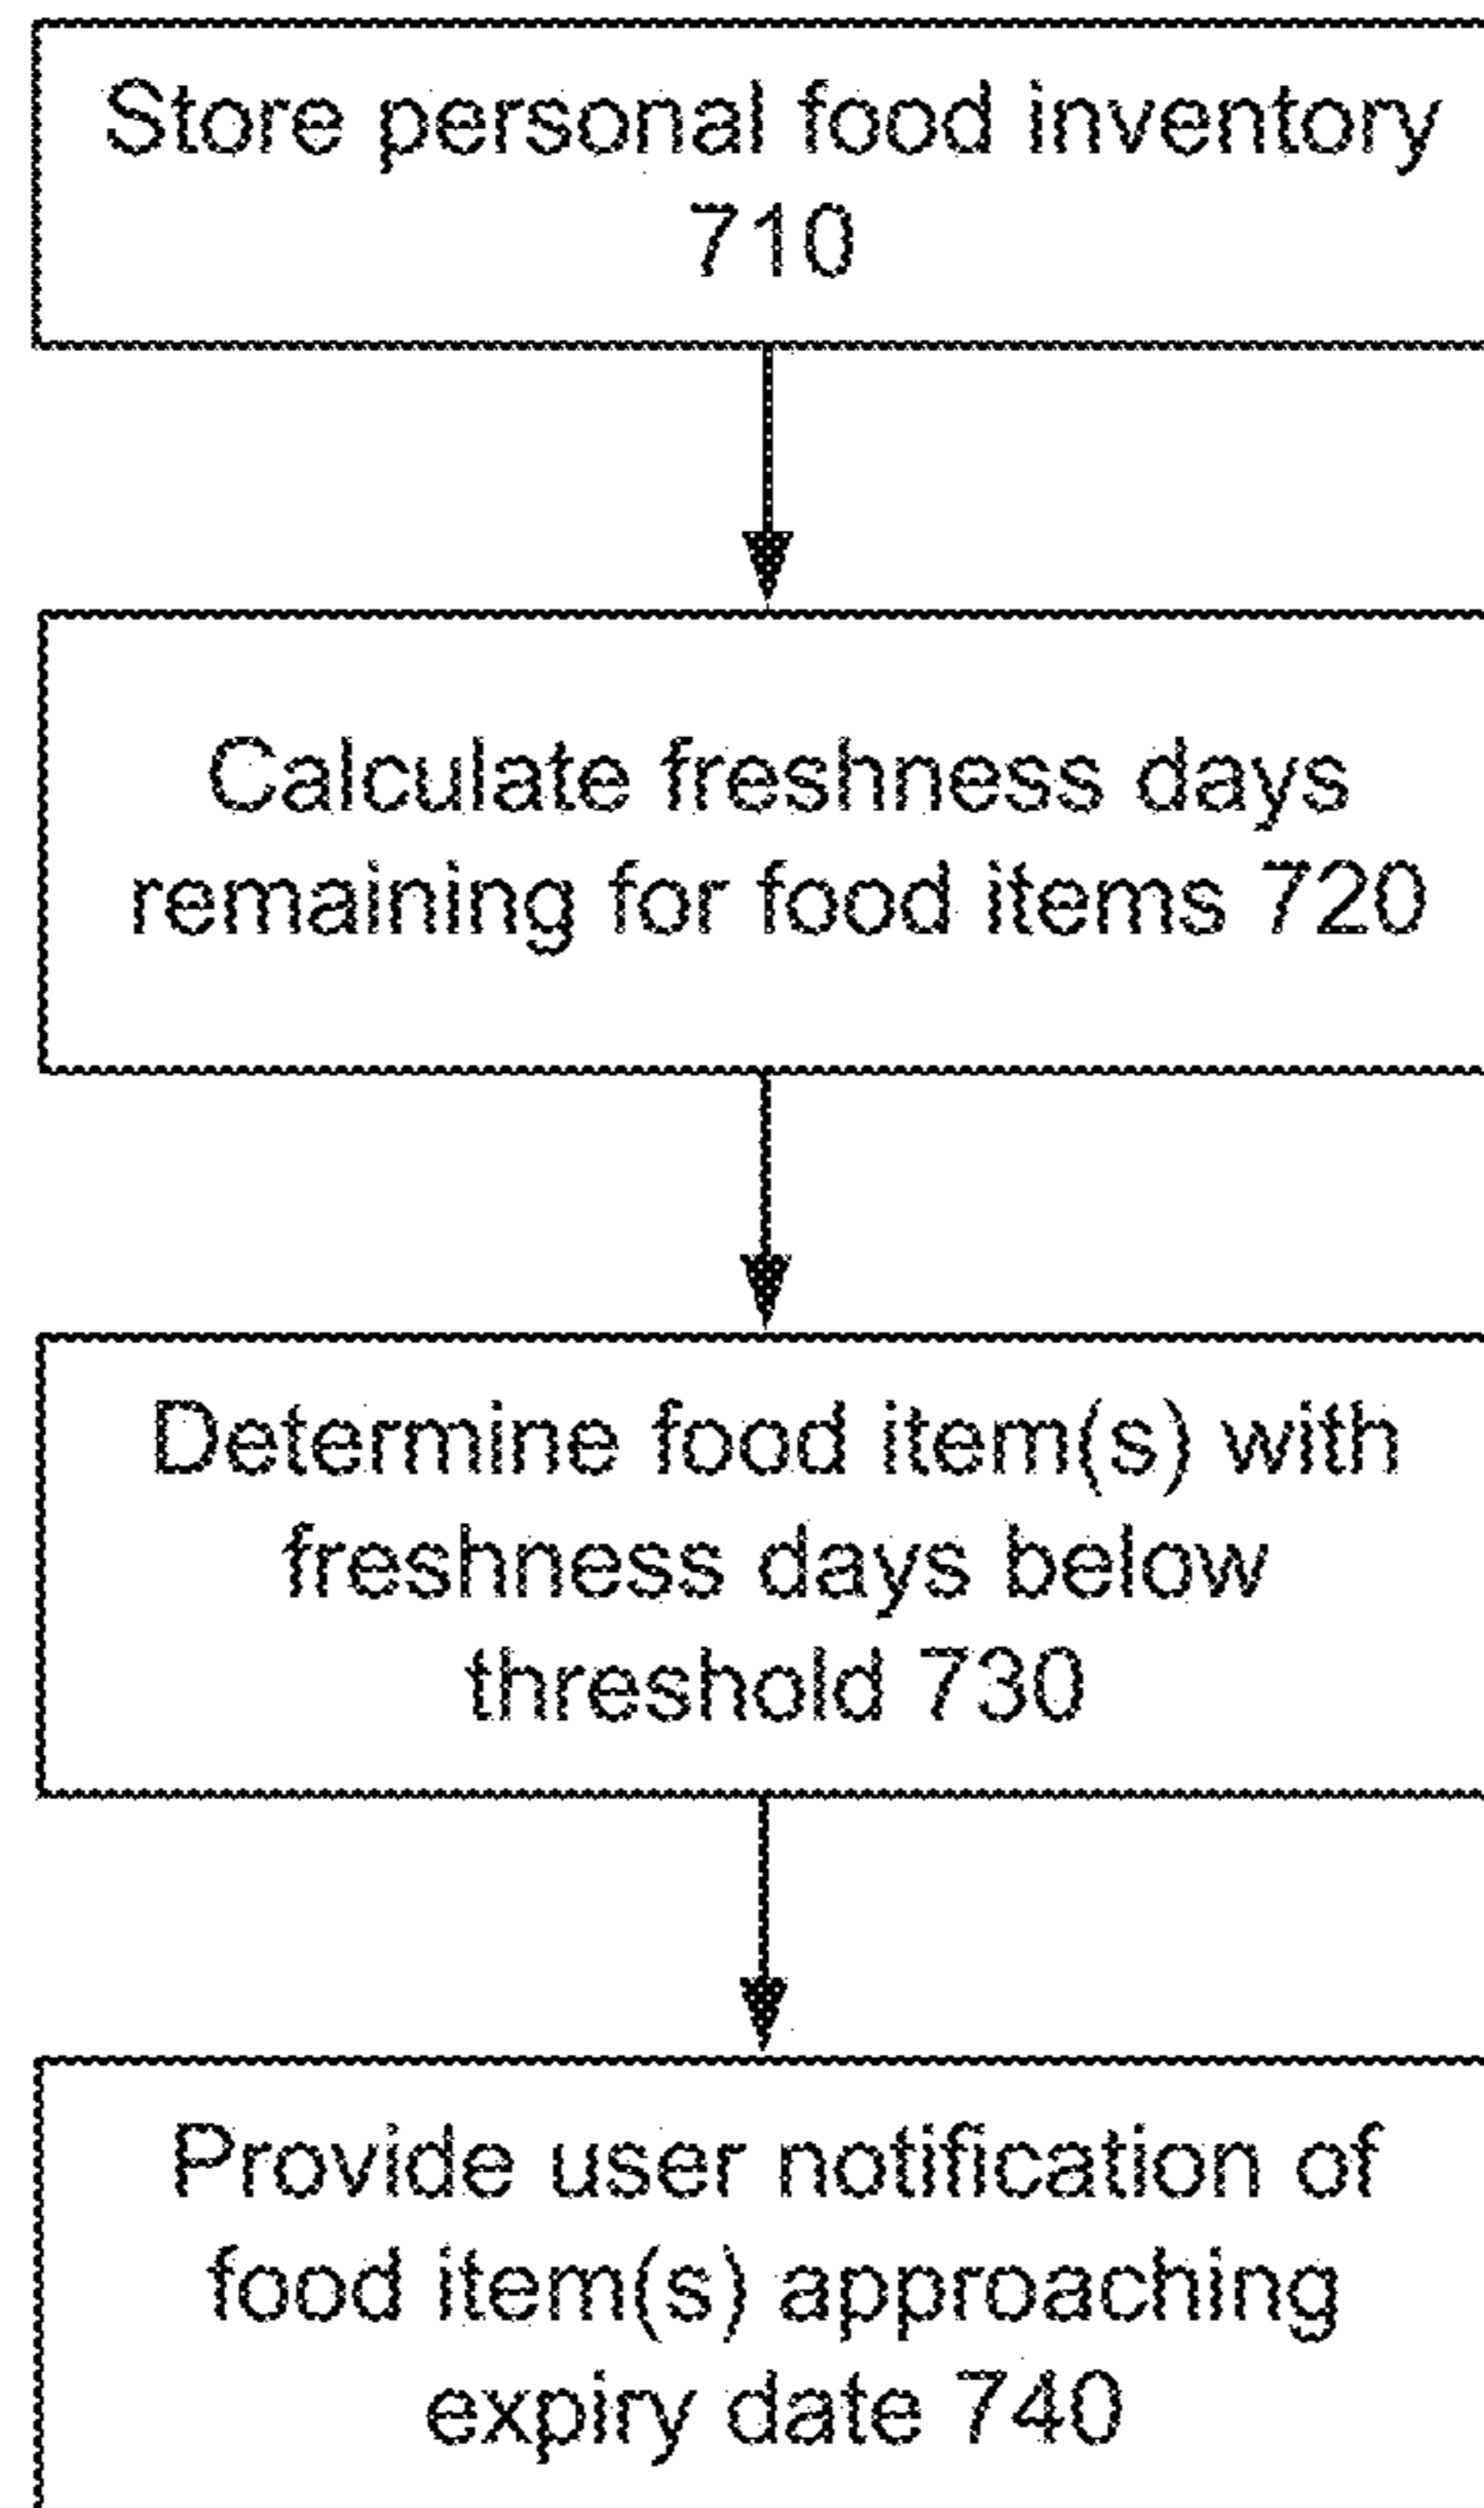 Store personal food inventory
710
Calculate freshness days
remaining for food items 720
Determine food item(s) with
freshness days below
threshold 730
Provide user notification of
food item(s) approaching
expiry date 740